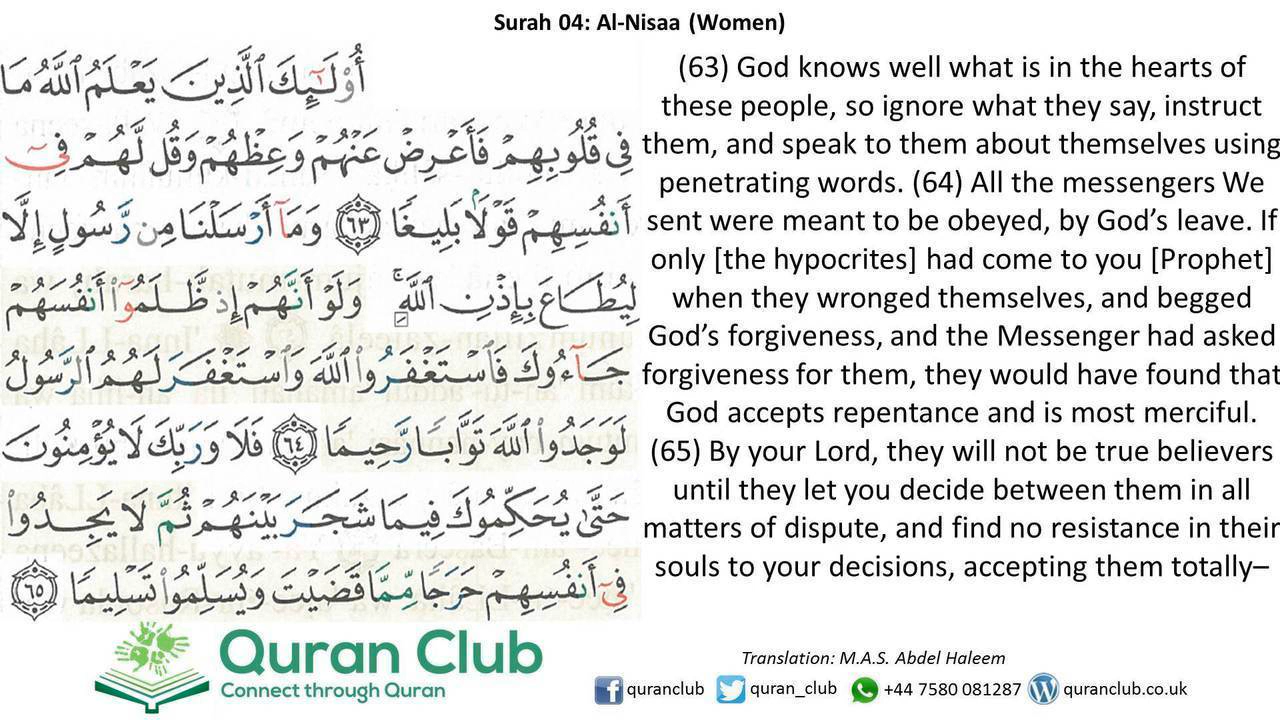 Surah 04: Al-Nisaa (Women)
أُوْلَـٰٓئِكَ ٱلَّذِينَ يَعْلَمُ ٱللَّهُ مَا
فِى قُلُوبِهِمْ فَأَعْرِضْ عَنْهُمْ وَعِظْهُمْ وَقُل لَّهُمْ فِىٓ
أَنفُسِهِمْ قَوْلَۢا بَلِيغًا ٦٣ وَمَآ أَرْسَلْنَا مِن رَّسُولٍ إِلَّا
لِيُطَاعَ بِإِذْنِ ٱللَّهِ ۚ وَلَوْ أَنَّهُمْ إِذ ظَّلَمُوٓا۟ أَنفُسَهُمْ
جَآءُوكَ فَٱسْتَغْفَرُوا۟ ٱللَّهَ وَٱسْتَغْفَرَ لَهُمُ ٱلرَّسُولُ
لَوَجَدُوا۟ ٱللَّهَ تَوَّابًا رَّحِيمًا ٦٤ فَلَا وَرَبِّكَ لَا يُؤْمِنُونَ
حَتَّىٰ يُحَكِّمُوكَ فِيمَا شَجَرَ بَيْنَهُمْ ثُمَّ لَا يَجِدُوا۟
فِىٓ أَنفُسِهِمْ حَرَجًا مِّمَّا قَضَيْتَ وَيُسَلِّمُوا۟ تَسْلِيمًا ٦٥
(63) God knows well what is in the hearts of
these people, so ignore what they say, instruct
them, and speak to them about themselves using
penetrating words. (64) All the messengers We
sent were meant to be obeyed, by God’s leave. If
only [the hypocrites] had come to you [Prophet]
when they wronged themselves, and begged
God’s forgiveness, and the Messenger had asked
forgiveness for them, they would have found that
God accepts repentance and is most merciful.
(65) By your Lord, they will not be true believers
until they let you decide between them in all
matters of dispute, and find no resistance in their
souls to your decisions, accepting them totally–
Quran Club
Connect through Quran
Translation: M.A.S. Abdel Haleem
quranclub quran_club +44 7580 081287 quranclub.co.uk